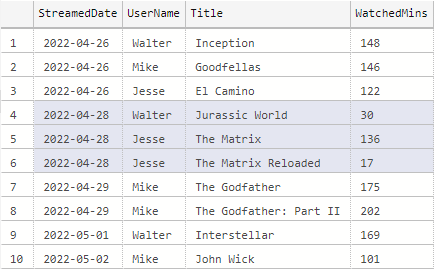 StreamedDate UserName Title WatchedMins
1 2022-04-26 Walter Inception 148
2 2022-04-26 Mike Goodfellas 146
3 2022-04-26 Jesse El Camino 122
4 2022-04-28 Walter Jurassic World 30
5 2022-04-28 Jesse The Matrix 136
6 2022-04-28 Jesse The Matrix Reloaded 17
7 2022-04-29 Mike The Godfather 175
8 2022-04-29 Mike The Godfather: Part II 202
9 2022-05-01 Walter Interstellar 169
10 2022-05-02 Mike John Wick 101